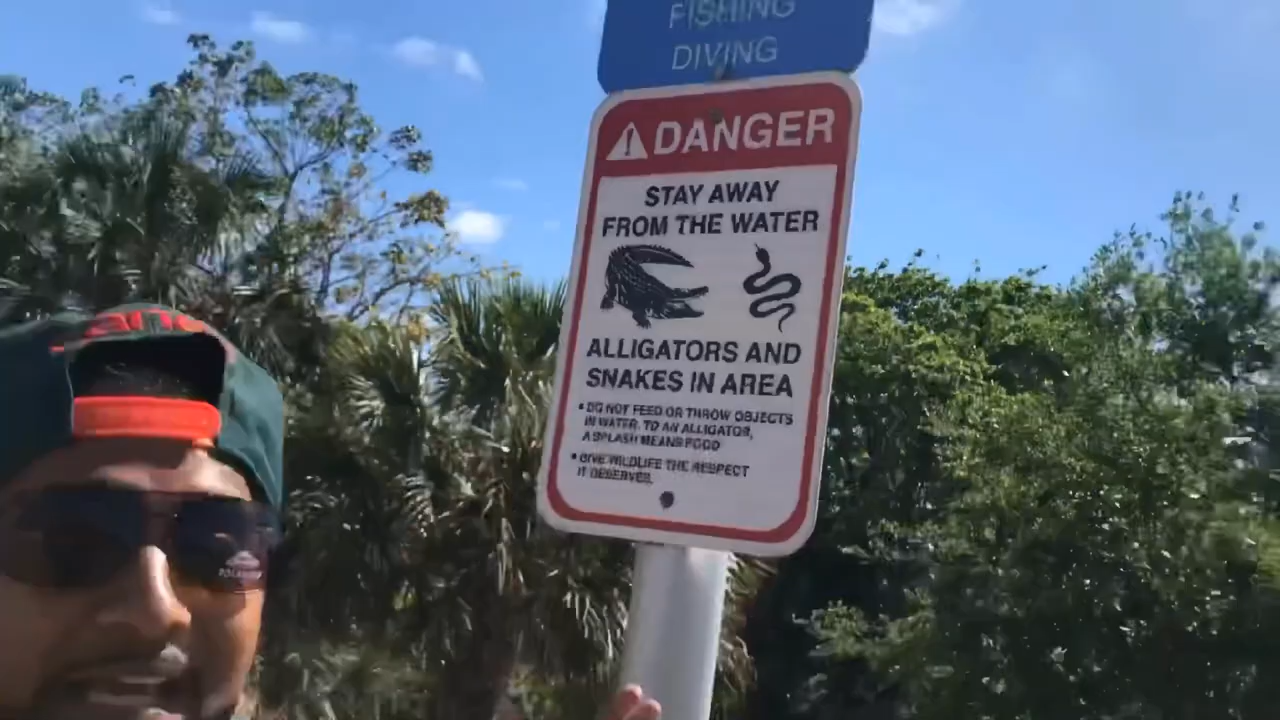 FISHING
DIVING
DANGER
STAY AWAY
FROM THE WATER
ALLIGATORS AND
SNAKES IN AREA
• DO NOT FEED OR THROW OBJECTS
IN WATER. TO AN ALLIGATOR,
A SPLASH MEANS FOOD
• GIVE WILDLIFE THE RESPECT
IT DESERVES.